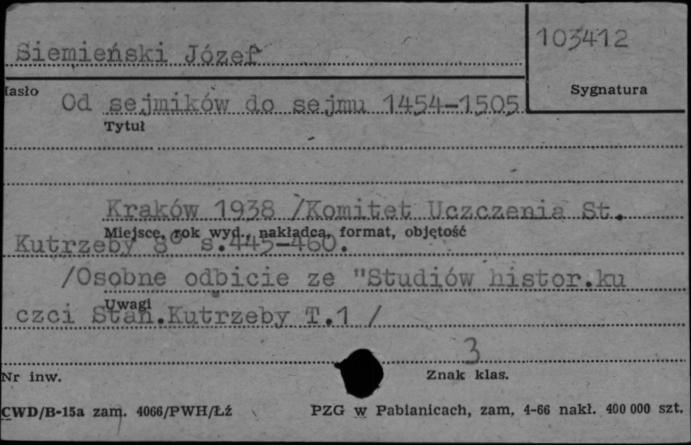 Siemieński Józef
103412
Hasło
Sygnatura
Od sejmików do sejmu 1454-1505
Tytuł
Kraków 1938 /Komitet Uczczenia St.
Miejsce, rok wyd., nakładca, format, objętość
Kutrzeby 8° s.445-460.
/Osobne odbicie ze "Studiów histor.ku
Uwagi
czci Stan.Kutrzeby T.1 /
3
Nr inw.
Znak klas.
CWD/B-15a zam. 4066/PWH/Łź
PZG w Pabianicach, zam. 4-66 nakł. 400 000 szt.